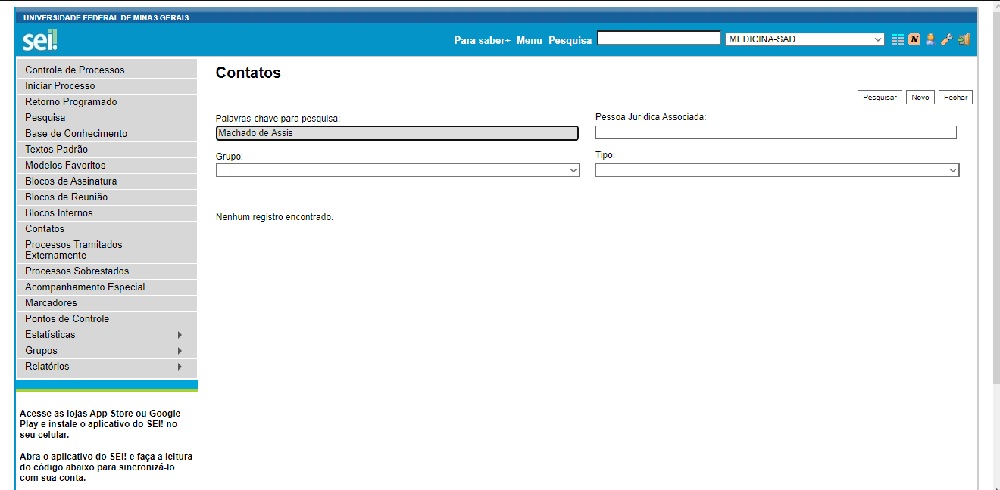 UNIVERSIDADE FEDERAL DE MINAS GERAIS
sei!
Para saber+ Menu Pesquisa
MEDICINA-SAD
N
Controle de Processos
Iniciar Processo
Retorno Programado
Pesquisa
Base de Conhecimento
Textos Padrão
Modelos Favoritos
Blocos de Assinatura
Blocos de Reunião
Blocos Internos
Contatos
Processos Tramitados
Externamente
Processos Sobrestados
Acompanhamento Especial
Marcadores
Pontos de Controle
Estatísticas
Grupos
Relatórios
Acesse as lojas App Store ou Google
Play e instale o aplicativo do SEI! no
seu celular.
Abra o aplicativo do SEI! e faça a leitura
do código abaixo para sincronizá-lo
com sua conta.
Contatos
Pesquisar Novo Fechar
Palavras-chave para pesquisa:
Machado de Assis
Pessoa Jurídica Associada:
Grupo:
Tipo:
Nenhum registro encontrado.